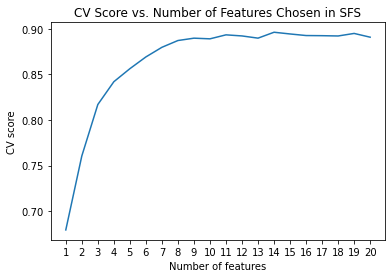 CV Score vs. Number of Features Chosen in SFS
0.90
0.85
0.80
0.75
0.70
CV score
1 2 3 4 5 6 7 8 9 10 11 12 13 14 15 16 17 18 19 20
Number of features